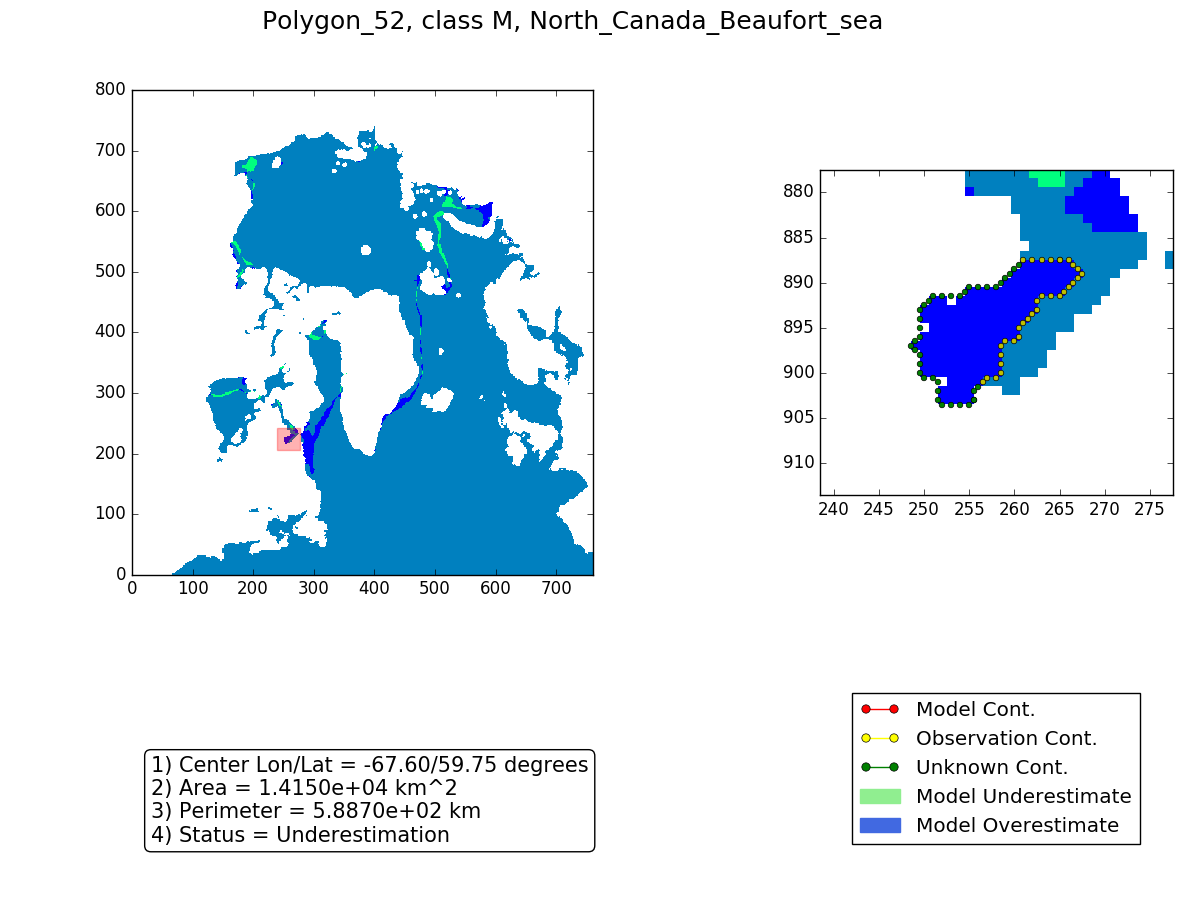 Polygon_52, class M, North_Canada_Beaufort_sea
800
700
600
500
400
300
200
100
0
0 100 200 300 400 500 600 700
880
885
890
895
900
905
910
240 245 250 255 260 265 270 275
1) Center Lon/Lat = -67.60/59.75 degrees
2) Area = 1.4150e+04 km^2
3) Perimeter = 5.8870e+02 km
4) Status = Underestimation
Model Cont.
Observation Cont.
Unknown Cont.
Model Underestimate
Model Overestimate